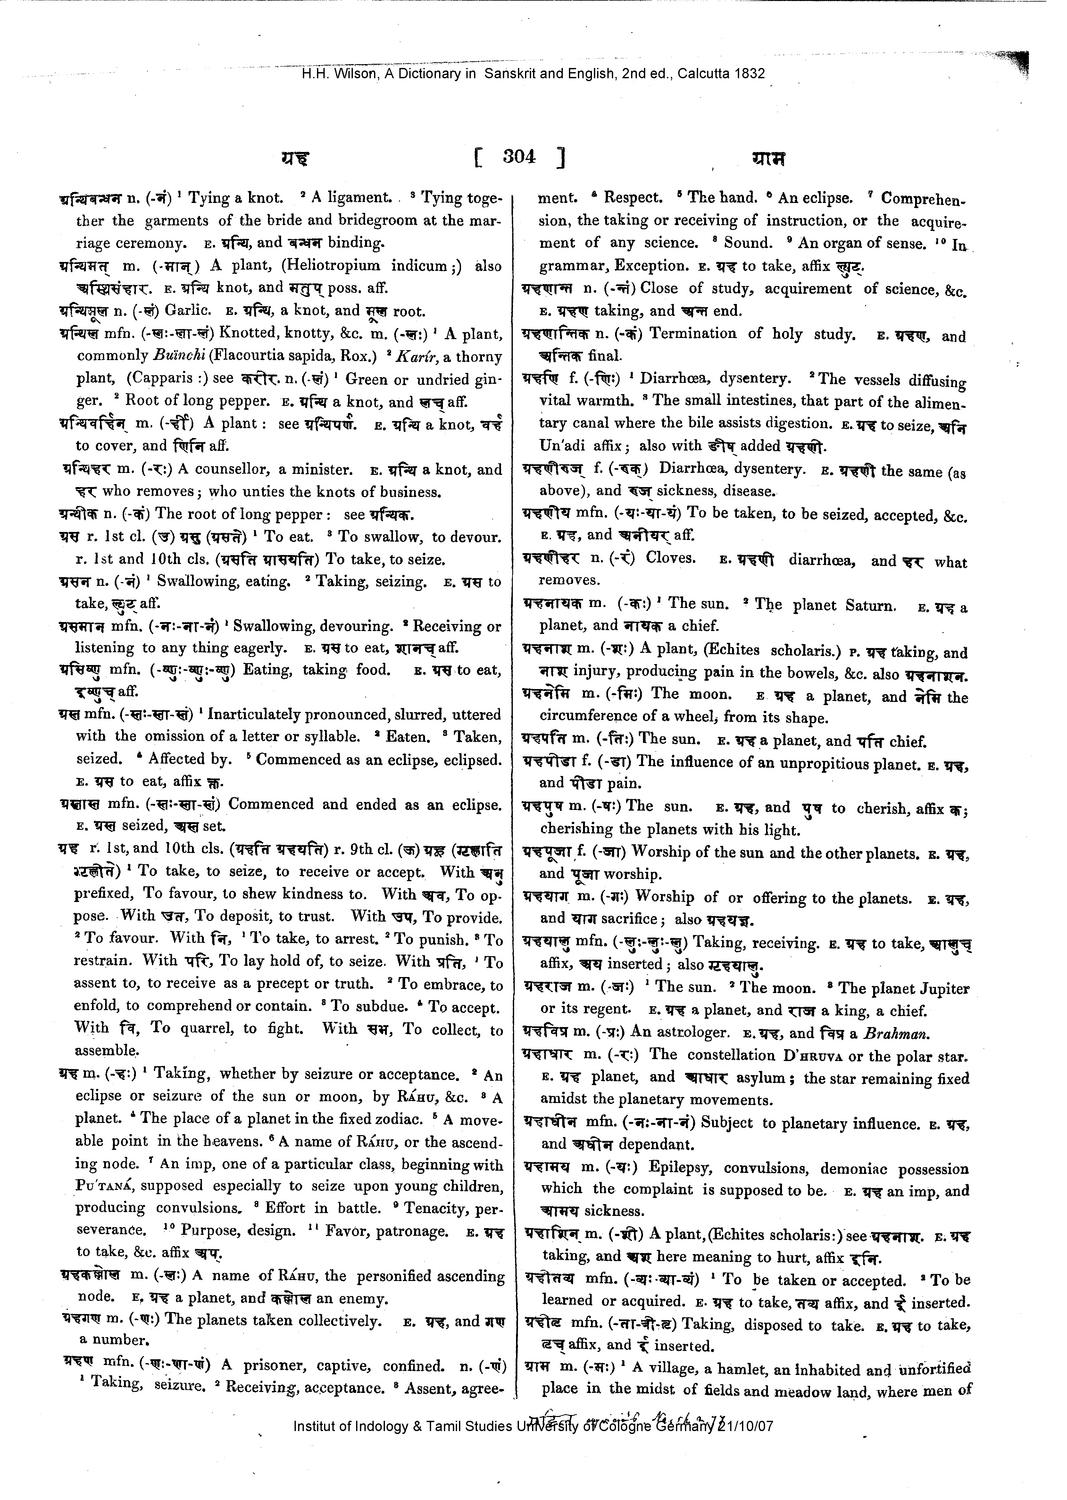 H.H. Wilson, A Dictionary in Sanskrit and English, 2nd ed., Calcutta 1832
ग्रह [ 304 ] ग्राम
ग्रन्थिबन्धन n. (-नं) ¹ Tying a knot. ² A ligament. ³ Tying toge-
ther the garments of the bride and bridegroom at the mar-
riage ceremony. E. ग्रन्थि, and बन्धन binding.
ग्रन्थिमत् m. (-मान्) A plant, (Heliotropium indicum ;) also
अस्थिसंहार. E. ग्रन्थि knot, and मतुप् poss. aff.
ग्रन्थिमूल n. (-लं) Garlic. E. ग्रन्थि, a knot, and मूल root.
ग्रन्थिल mfn. (-लः-ला-लं) Knotted, knotty, &c. m. (-लः) ¹ A plant,
commonly Buinchi (Flacourtia sapida, Rox.) ² Karír, a thorny
plant, (Capparis :) see करीर. n. (-लं) ¹ Green or undried gin-
ger. ² Root of long pepper. E. ग्रन्थि a knot, and लच् aff.
ग्रन्थिवर्हिन् m. (-र्ही) A plant : see ग्रन्थिपर्ण. E. ग्रन्थि a knot, वर्ह
to cover, and णिनि aff.
ग्रन्थिहर m. (-रः) A counsellor, a minister. E. ग्रन्थि a knot, and
हर who removes ; who unties the knots of business.
ग्रन्थीक n. (-कं) The root of long pepper : see ग्रन्थिक.
ग्रस r. 1st cl. (उ) ग्रसु (ग्रसते) ¹ To eat. ² To swallow, to devour.
r. 1st and 10th cls. (ग्रसति ग्रासयति) To take, to seize.
ग्रसन n. (-नं) ¹ Swallowing, eating. ² Taking, seizing. E. ग्रस to
take, ल्युट् aff.
ग्रसमान mfn. (-नः-ना-नं) ¹ Swallowing, devouring. ² Receiving or
listening to any thing eagerly. E. ग्रस to eat, शानच् aff.
ग्रसिष्णु mfn. (-ष्णुः-ष्णुः-ष्णु) Eating, taking food. E. ग्रस to eat,
इष्णुच् aff.
ग्रस्त mfn. (-स्तः-स्ता-स्तं) ¹ Inarticulately pronounced, slurred, uttered
with the omission of a letter or syllable. ² Eaten. ³ Taken,
seized. ⁴ Affected by. ⁵ Commenced as an eclipse, eclipsed.
E. ग्रस to eat, affix क्त.
ग्रस्तास्त mfn. (-स्तः-स्ता-स्तं) Commenced and ended as an eclipse.
E. ग्रस्त seized, अस्त set.
ग्रह r. 1st, and 10th cls. (ग्रहति ग्रहयति) r. 9th cl. (ञ) ग्रह्ञ (गृह्णाति
गृह्णीते) ¹ To take, to seize, to receive or accept. With अनु
prefixed, To favour, to shew kindness to. With अव, To op-
pose. With उत, To deposit, to trust. With उप, To provide.
² To favour. With नि, ¹ To take, to arrest. ² To punish. ³ To
restrain. With परि, To lay hold of, to seize. With प्रति, ¹ To
assent to, to receive as a precept or truth. ² To embrace, to
enfold, to comprehend or contain. ³ To subdue. ⁴ To accept.
With वि, To quarrel, to fight. With सम, To collect, to
assemble.
ग्रह m. (-हः) ¹ Taking, whether by seizure or acceptance. ² An
eclipse or seizure of the sun or moon, by RÁHU, &c. ³ A
planet. ⁴ The place of a planet in the fixed zodiac. ⁵ A move-
able point in the heavens. ⁶ A name of RÁHU, or the ascend-
ing node. ⁷ An imp, one of a particular class, beginning with
PU´TANÁ, supposed especially to seize upon young children,
producing convulsions. ⁸ Effort in battle. ⁹ Tenacity, per-
severance. ¹⁰ Purpose, design. ¹¹ Favor, patronage. E. ग्रह
to take, &c. affix अप्.
ग्रहकल्लोल m. (-लः) A name of RÁHU, the personified ascending
node. E. ग्रह a planet, and कल्लोल an enemy.
ग्रहगण m. (-णः) The planets taken collectively. E. ग्रह, and गण
a number.
ग्रहण mfn. (-णः-णा-णं) A prisoner, captive, confined. n. (-णं)
¹ Taking, seizure. ² Receiving, acceptance. ³ Assent, agree-
ment. ⁴ Respect. ⁵ The hand. ⁶ An eclipse. ⁷ Comprehen-
sion, the taking or receiving of instruction, or the acquire-
ment of any science. ⁸ Sound. ⁹ An organ of sense. ¹⁰ In
grammar, Exception. E. ग्रह to take, affix ल्युट्.
ग्रहणान्त n. (-न्तं) Close of study, acquirement of science, &c.
E. ग्रहण taking, and अन्त end.
ग्रहणान्तिक n. (-कं) Termination of holy study. E. ग्रहण, and
अन्तिक final.
ग्रहणि f. (-णिः) ¹ Diarrhœa, dysentery. ² The vessels diffusing
vital warmth. ³ The small intestines, that part of the alimen-
tary canal where the bile assists digestion. E. ग्रह to seize, अनि
Un'adi affix ; also with ङीष् added ग्रहणी.
ग्रहणीरुज् f. (-रुक्) Diarrhœa, dysentery. E. ग्रहणी the same (as
above), and रुज् sickness, disease.
ग्रहणीय mfn. (-यः-या-यं) To be taken, to be seized, accepted, &c.
E. ग्रह, and अनीयर् aff.
ग्रहणीहर n. (-रं) Cloves. E. ग्रहणी diarrhœa, and हर what
removes.
ग्रहनायक m. (-कः) ¹ The sun. ² The planet Saturn. E. ग्रह a
planet, and नायक a chief.
ग्रहनाश m. (-शः) A plant, (Echites scholaris.) P. ग्रह taking, and
नाश injury, producing pain in the bowels, &c. also ग्रहनाशन.
ग्रहनेमि m. (-मिः) The moon. E ग्रह a planet, and नेमि the
circumference of a wheel, from its shape.
ग्रहपति m. (-तिः) The sun. E. ग्रह a planet, and पति chief.
ग्रहपीडा f. (-डा) The influence of an unpropitious planet. E. ग्रह,
and पीडा pain.
ग्रहपुष m. (-षः) The sun. E. ग्रह, and पुष to cherish, affix क ;
cherishing the planets with his light.
ग्रहपूजा f. (-जा) Worship of the sun and the other planets. E. ग्रह,
and पूजा worship.
ग्रहयाग m. (-गः) Worship of or offering to the planets. E. ग्रह,
and याग sacrifice ; also ग्रहयज्ञ.
ग्रहयालु mfn. (-लुः-लुः-लु) Taking, receiving. E. ग्रह to take, आलुच्
affix, अय inserted ; also गृहयालु.
ग्रहराज m. (-जः) ¹ The sun. ² The moon. ³ The planet Jupiter
or its regent. E. ग्रह a planet, and राज a king, a chief.
ग्रहविप्र m. (-प्रः) An astrologer. E. ग्रह, and विप्र a Brahman.
ग्रहाधार m. (-रः) The constellation D'HRUVA or the polar star.
E. ग्रह planet, and आधार asylum ; the star remaining fixed
amidst the planetary movements.
ग्रहाधीन mfn. (-नः-ना-नं) Subject to planetary influence. E. ग्रह,
and अधीन dependant.
ग्रहामय m. (-यः) Epilepsy, convulsions, demoniac possession
which the complaint is supposed to be. E. ग्रह an imp, and
आमय sickness.
ग्रहाशिन् m. (-शी) A plant, (Echites scholaris:) see ग्रहनाश. E. ग्रह
taking, and अश here meaning to hurt, affix इनि.
ग्रहीतव्य mfn. (-व्यः-व्या-व्यं) ¹ To be taken or accepted. ² To be
learned or acquired. E. ग्रह to take, तव्य affix, and ई inserted.
ग्रहीतृ mfn. (-ता-त्री-तृ) Taking, disposed to take. E. ग्रह to take,
तृच् affix, and ई inserted.
ग्राम m. (-मः) ¹ A village, a hamlet, an inhabited and unfortified
place in the midst of fields and meadow land, where men of
Institut of Indology & Tamil Studies University of Cologne Germany 21/10/07